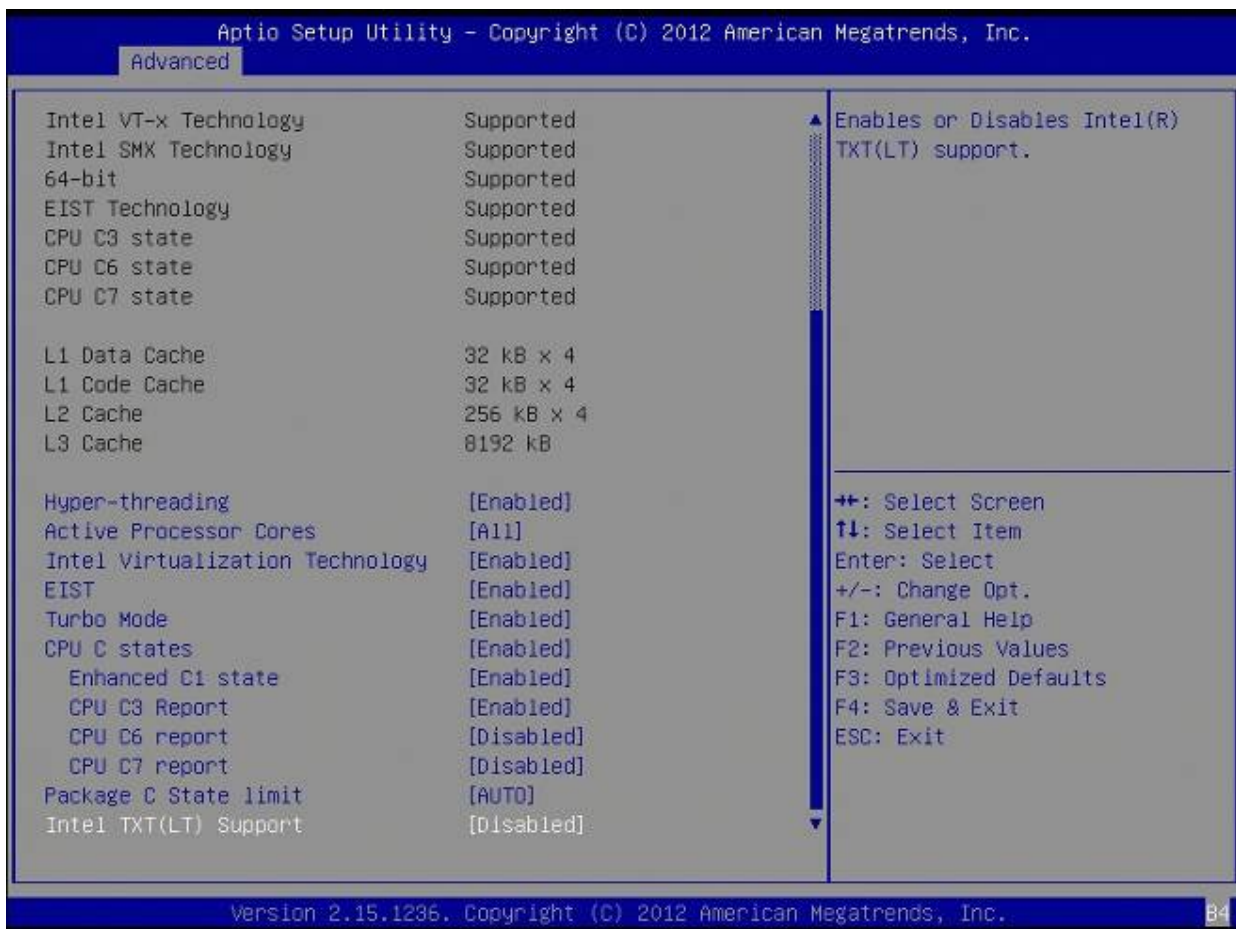 Aptio Setup Utility – Copyright (C) 2012 American Megatrends, Inc.
Advanced
Intel VT-x Technology Supported
Intel SMX Technology Supported
64-bit Supported
EIST Technology Supported
CPU C3 state Supported
CPU C6 state Supported
CPU C7 state Supported
L1 Data Cache 32 kB x 4
L1 Code Cache 32 kB x 4
L2 Cache 256 kB x 4
L3 Cache 8192 kB
Hyper-threading [Enabled]
Active Processor Cores [All]
Intel Virtualization Technology [Enabled]
EIST [Enabled]
Turbo Mode [Enabled]
CPU C states [Enabled]
Enhanced C1 state [Enabled]
CPU C3 Report [Enabled]
CPU C6 report [Disabled]
CPU C7 report [Disabled]
Package C State limit [AUTO]
Intel TXT(LT) Support [Disabled]
Enables or Disables Intel(R)
TXT(LT) support.
→←: Select Screen
↑↓: Select Item
Enter: Select
+/-: Change Opt.
F1: General Help
F2: Previous Values
F3: Optimized Defaults
F4: Save & Exit
ESC: Exit
Version 2.15.1236. Copyright (C) 2012 American Megatrends, Inc.
B4